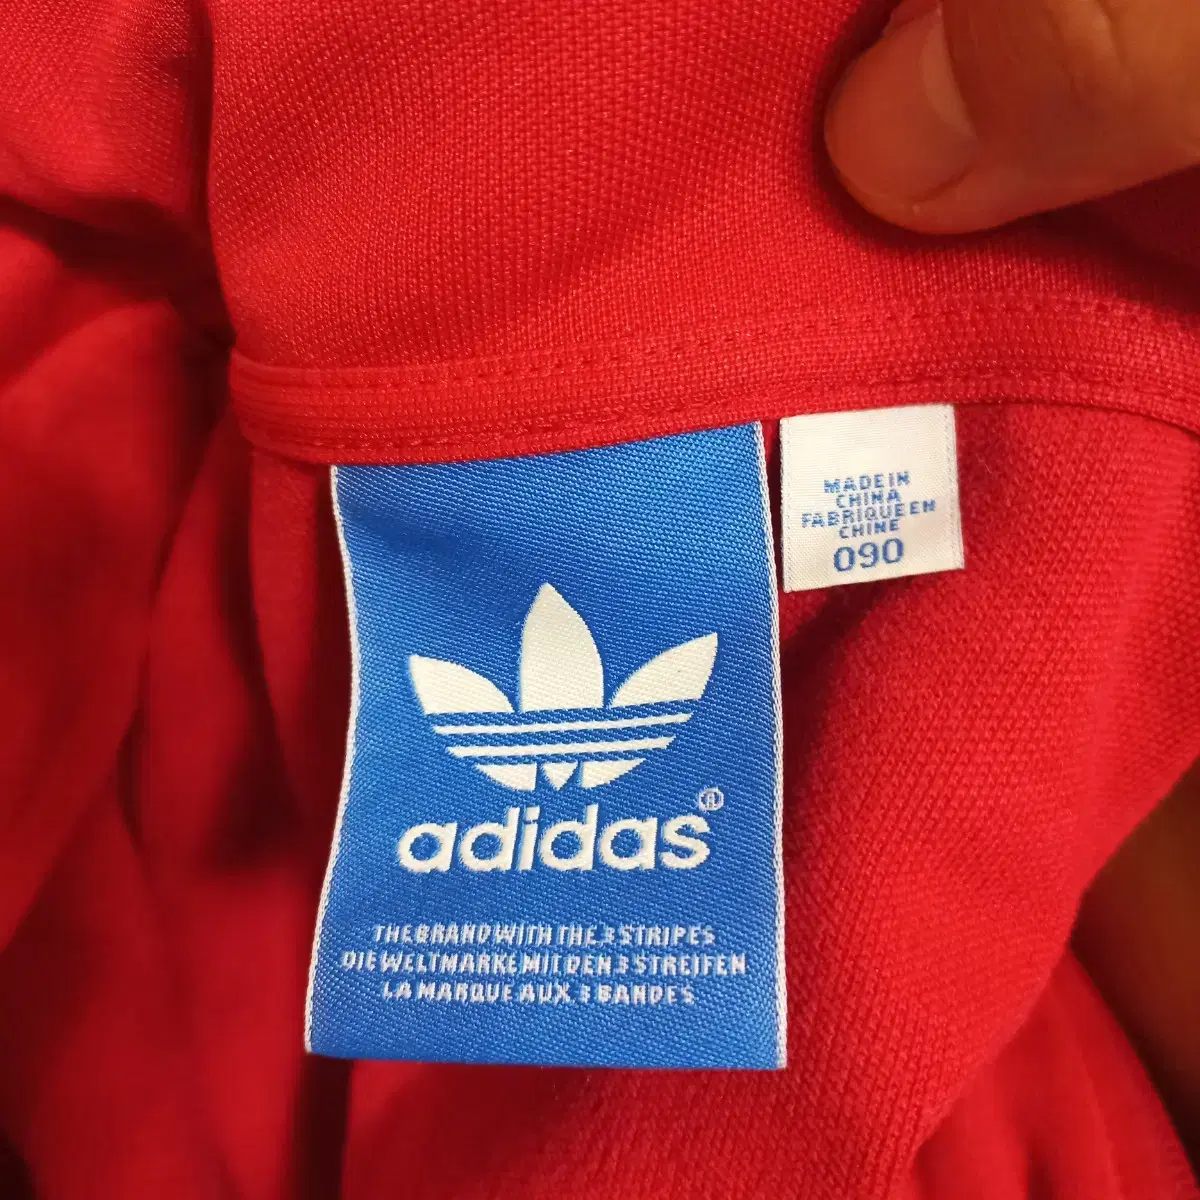 MADE IN
CHINA
FABRIQUE EN
CHINE
090
adidas®
THE BRAND WITH THE 3 STRIPES
DIE WELTMARKE MIT DEN 3 STREIFEN
LA MARQUE AUX 3 BANDES